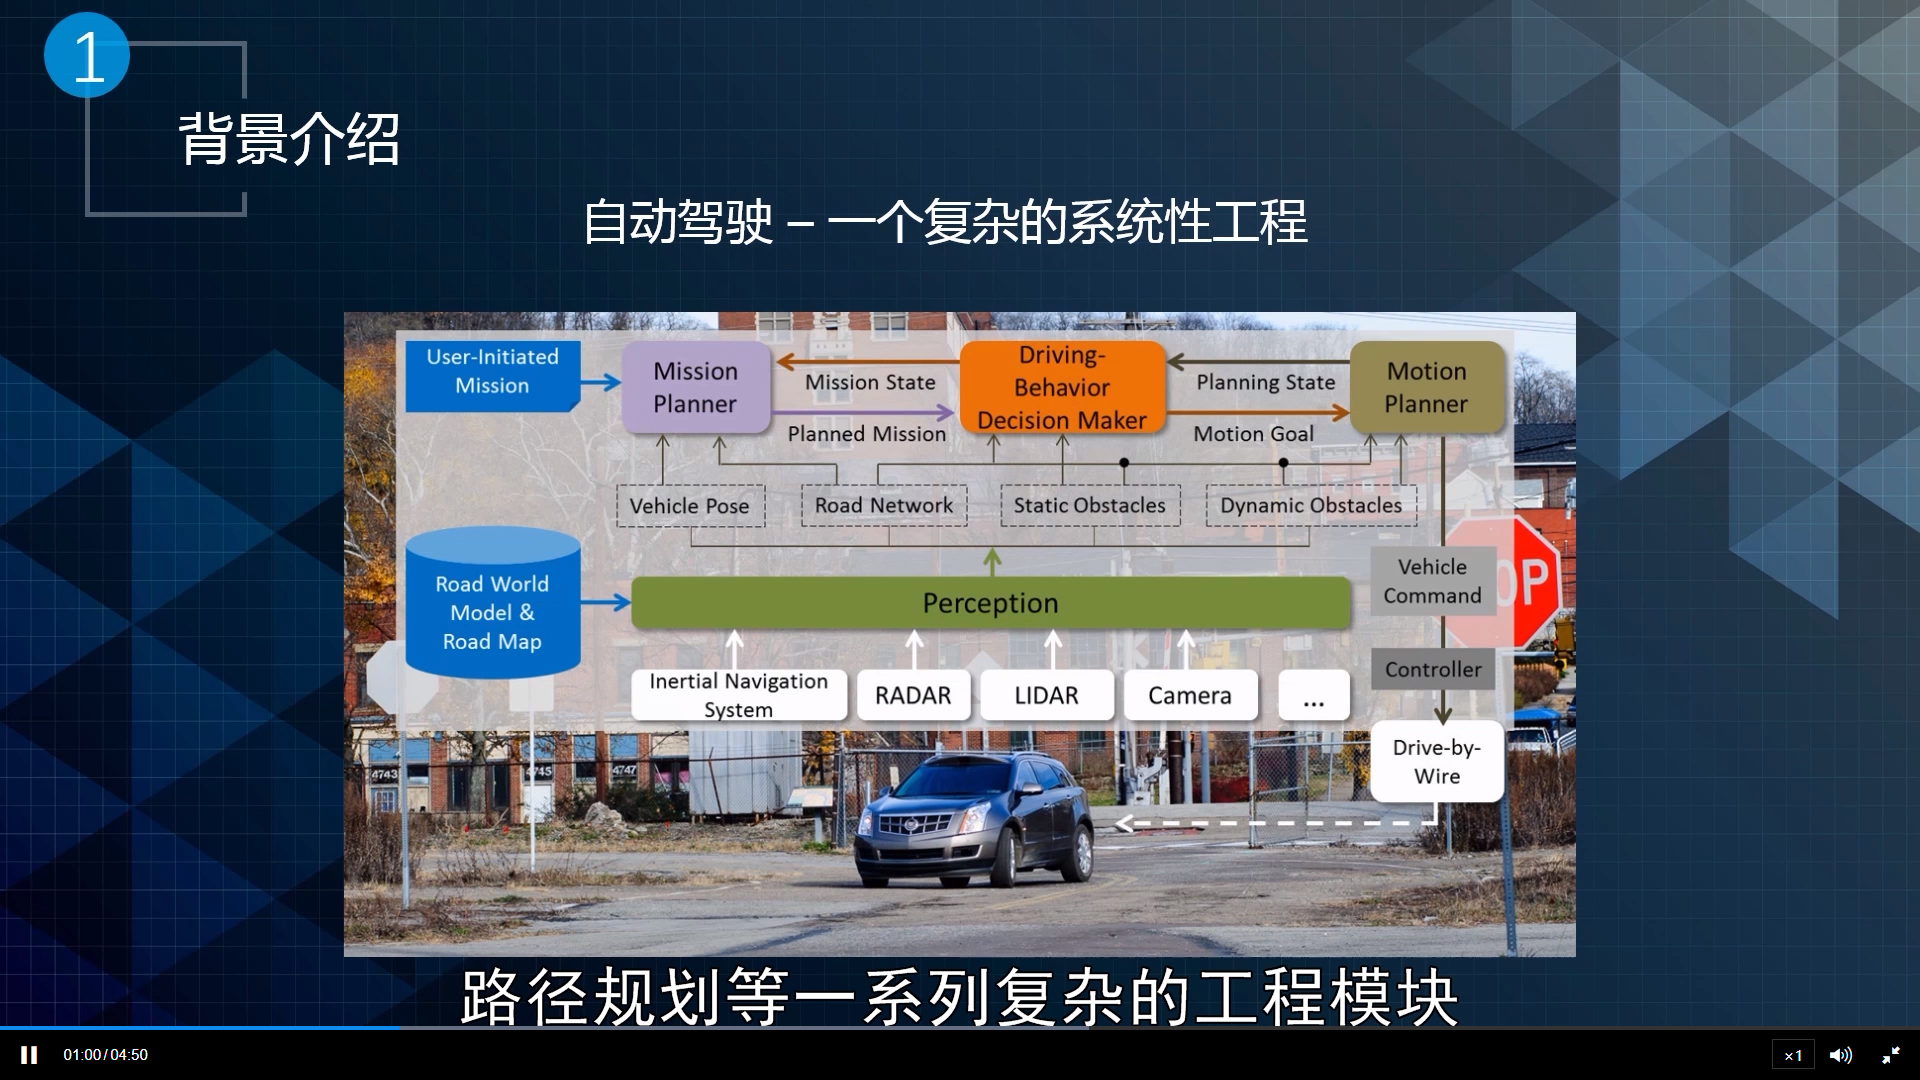 1
背景介绍
自动驾驶 – 一个复杂的系统性工程
User-Initiated
Mission
Mission
Planner
Mission State
Planned Mission
Driving-
Behavior
Decision Maker
Planning State
Motion Goal
Motion
Planner
Vehicle Pose
Road Network
Static Obstacles
Dynamic Obstacles
Road World
Model &
Road Map
Perception
Vehicle
Command
OP
Inertial Navigation
System
RADAR
LIDAR
Camera
...
Controller
Drive-by-
Wire
4743
4745
4747
路径规划等一系列复杂的工程模块
01:00/04:50
×1